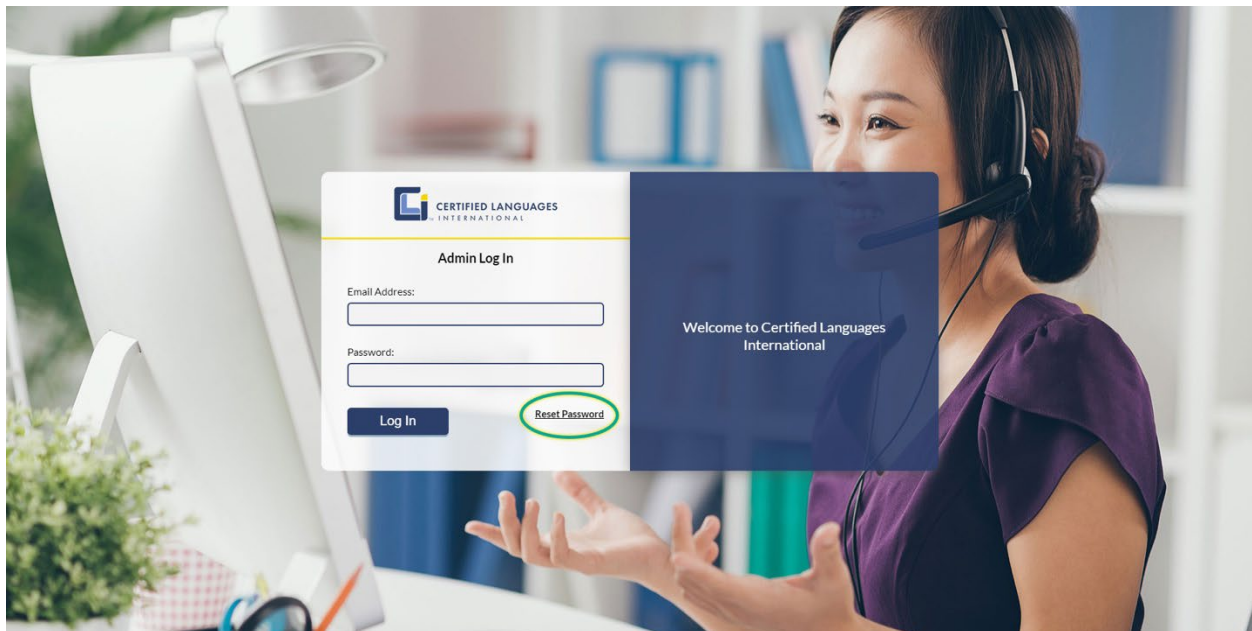 CERTIFIED LANGUAGES
INTERNATIONAL
Admin Log In
Email Address:
Password:
Log In
Reset Password
Welcome to Certified Languages
International